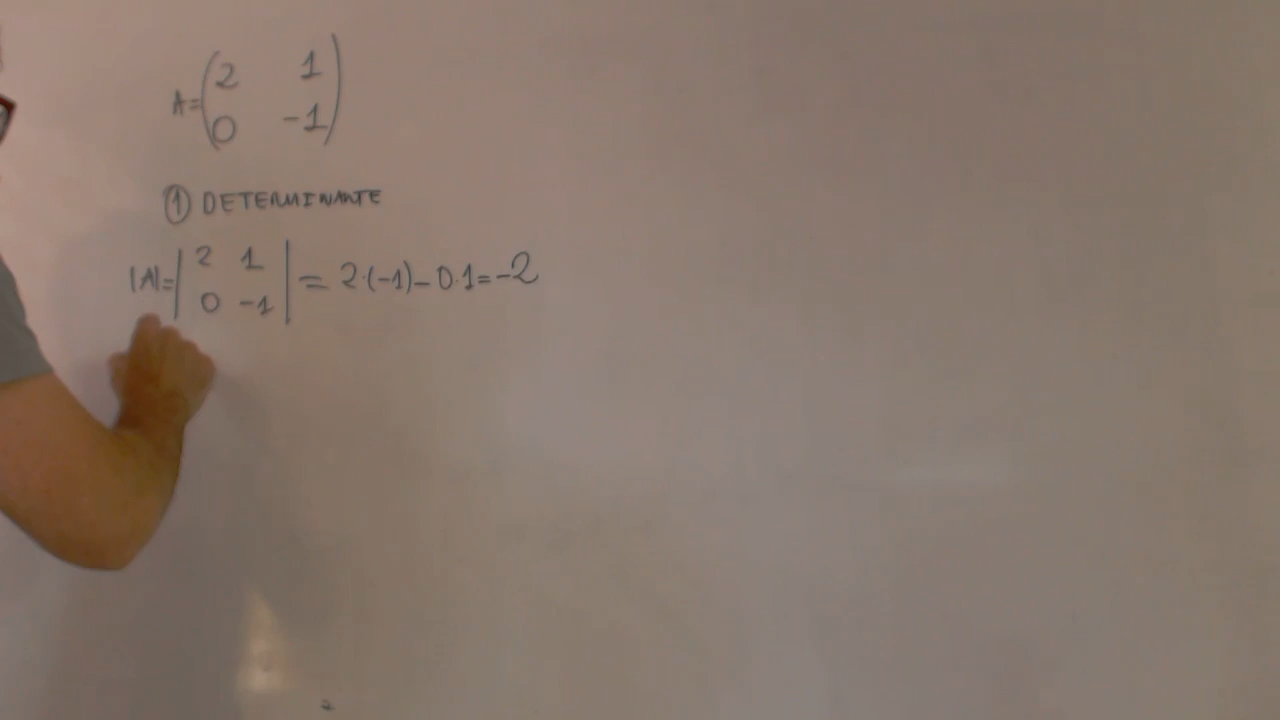 A=(2 1
0 -1)
① DETERMINANTE
|A|=|2 1
0 -1| = 2·(-1)-0·1=-2